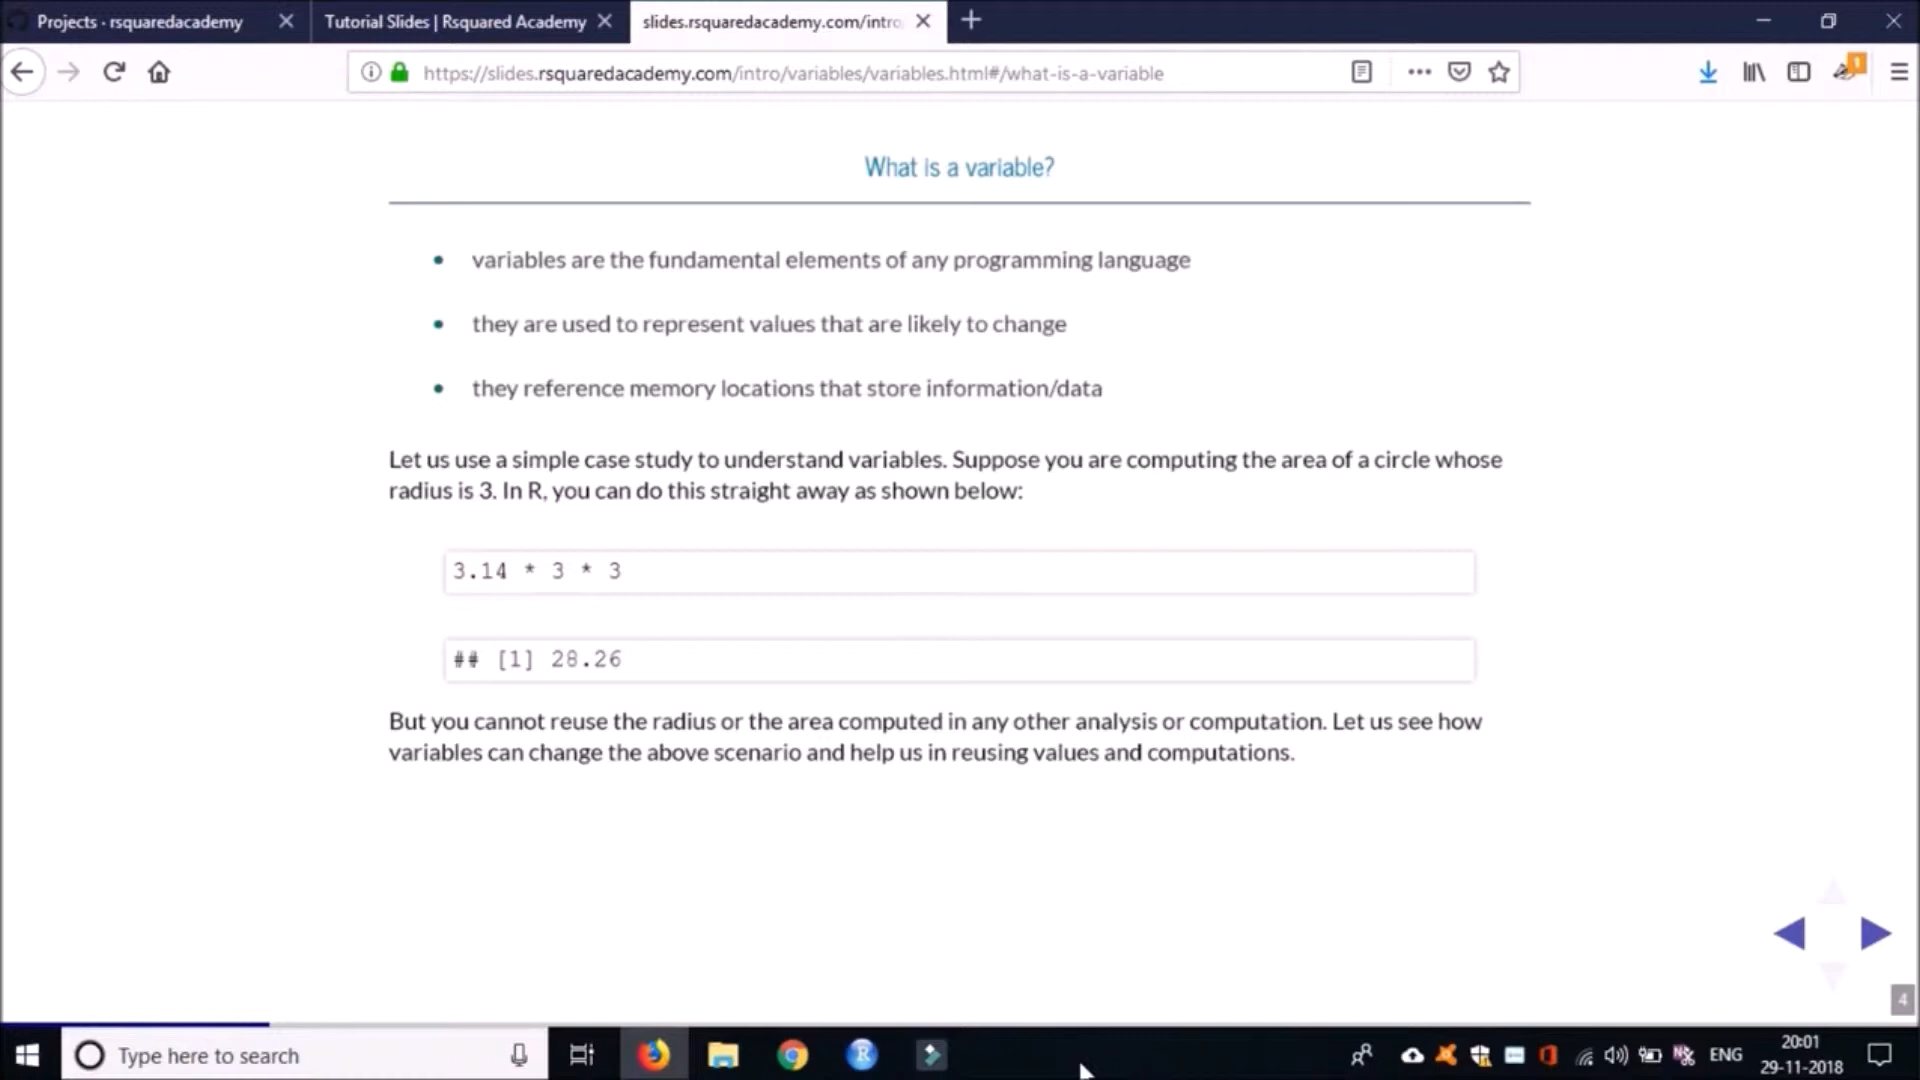 Projects · rsquaredacademy
Tutorial Slides | Rsquared Academy
slides.rsquaredacademy.com/intro
https://slides.rsquaredacademy.com/intro/variables/variables.html#/what-is-a-variable
1
What is a variable?
• variables are the fundamental elements of any programming language
• they are used to represent values that are likely to change
• they reference memory locations that store information/data
Let us use a simple case study to understand variables. Suppose you are computing the area of a circle whose
radius is 3. In R, you can do this straight away as shown below:
3.14 * 3 * 3
## [1] 28.26
But you cannot reuse the radius or the area computed in any other analysis or computation. Let us see how
variables can change the above scenario and help us in reusing values and computations.
4
Type here to search
R
ENG
20:01
29-11-2018